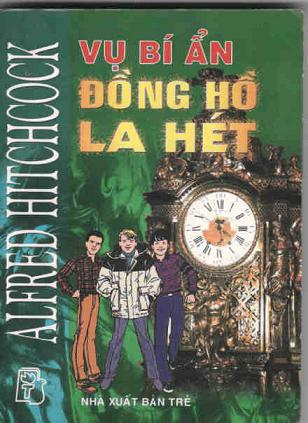 ALFRED HITCHCOCK
VỤ BÍ ẨN
ĐỒNG HỒ
LA HÉT
NHÀ XUẤT BẢN TRẺ